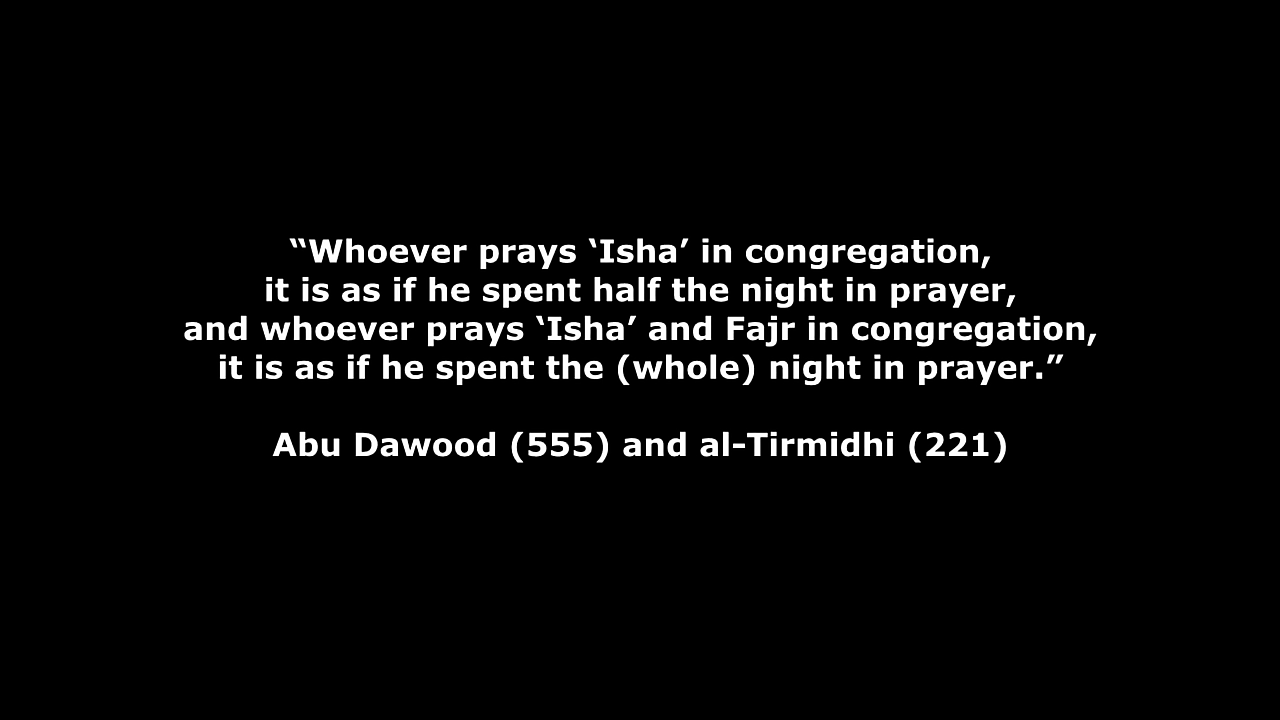 “Whoever prays ‘Isha’ in congregation,
it is as if he spent half the night in prayer,
and whoever prays ‘Isha’ and Fajr in congregation,
it is as if he spent the (whole) night in prayer.”
Abu Dawood (555) and al-Tirmidhi (221)